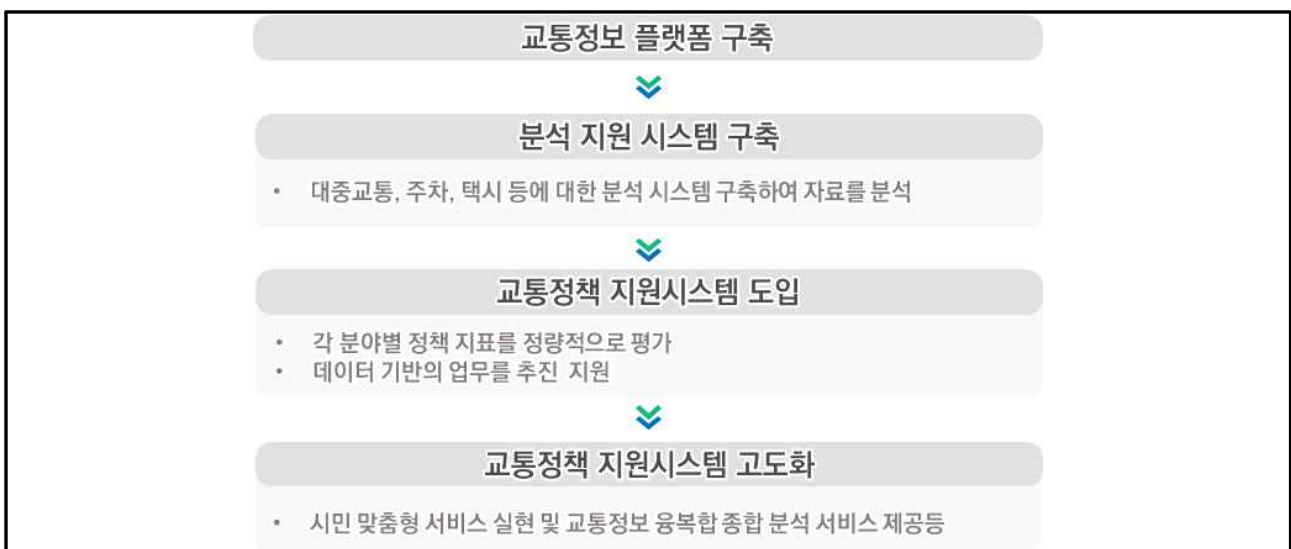 교통정보 플랫폼 구축
분석 지원 시스템 구축
• 대중교통, 주차, 택시 등에 대한 분석 시스템 구축하여 자료를 분석
교통정책 지원시스템 도입
• 각 분야별 정책 지표를 정량적으로 평가
• 데이터 기반의 업무를 추진 지원
교통정책 지원시스템 고도화
• 시민 맞춤형 서비스 실현 및 교통정보 융복합 종합 분석 서비스 제공등